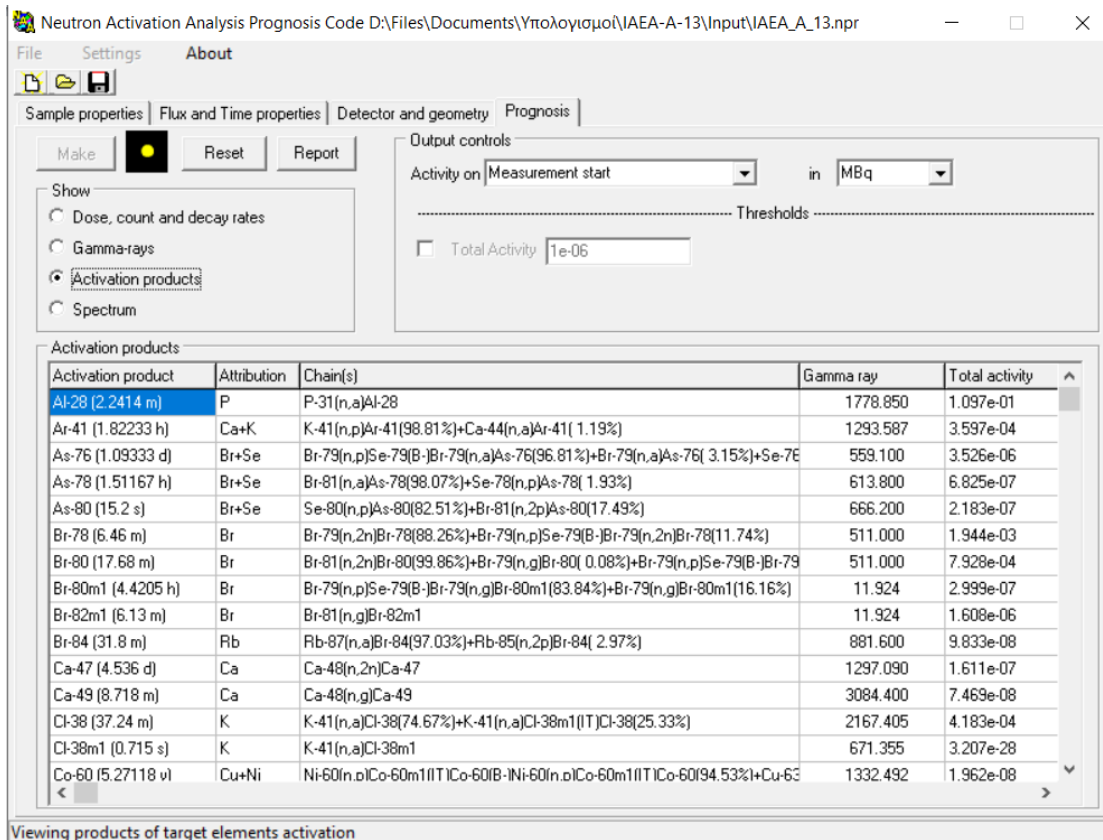 Neutron Activation Analysis Prognosis Code D:\Files\Documents\Υπολογισμοί\IAEA-A-13\Input\IAEA_A_13.npr
File Settings About
Sample properties Flux and Time properties Detector and geometry Prognosis
Make Reset Report
Output controls
Activity on Measurement start in MBq
Thresholds
Total Activity 1e-06
Show
Dose, count and decay rates
Gamma-rays
Activation products
Spectrum
Activation products
Activation product Attribution Chain(s) Gamma ray Total activity
Al-28 (2.2414 m) P P-31(n,a)Al-28 1778.850 1.097e-01
Ar-41 (1.82233 h) Ca+K K-41(n,p)Ar-41(98.81%)+Ca-44(n,a)Ar-41( 1.19%) 1293.587 3.597e-04
As-76 (1.09333 d) Br+Se Br-79(n,p)Se-79(B-)Br-79(n,a)As-76(96.81%)+Br-79(n,a)As-76( 3.15%)+Se-76 559.100 3.526e-06
As-78 (1.51167 h) Br+Se Br-81(n,a)As-78(98.07%)+Se-78(n,p)As-78( 1.93%) 613.800 6.825e-07
As-80 (15.2 s) Br+Se Se-80(n,p)As-80(82.51%)+Br-81(n,2p)As-80(17.49%) 666.200 2.183e-07
Br-78 (6.46 m) Br Br-79(n,2n)Br-78(88.26%)+Br-79(n,p)Se-79(B-)Br-79(n,2n)Br-78(11.74%) 511.000 1.944e-03
Br-80 (17.68 m) Br Br-81(n,2n)Br-80(99.86%)+Br-79(n,g)Br-80( 0.08%)+Br-79(n,p)Se-79(B-)Br-79 511.000 7.928e-04
Br-80m1 (4.4205 h) Br Br-79(n,p)Se-79(B-)Br-79(n,g)Br-80m1(83.84%)+Br-79(n,g)Br-80m1(16.16%) 11.924 2.999e-07
Br-82m1 (6.13 m) Br Br-81(n,g)Br-82m1 11.924 1.608e-06
Br-84 (31.8 m) Rb Rb-87(n,a)Br-84(97.03%)+Rb-85(n,2p)Br-84( 2.97%) 881.600 9.833e-08
Ca-47 (4.536 d) Ca Ca-48(n,2n)Ca-47 1297.090 1.611e-07
Ca-49 (8.718 m) Ca Ca-48(n,g)Ca-49 3084.400 7.469e-08
Cl-38 (37.24 m) K K-41(n,a)Cl-38(74.67%)+K-41(n,a)Cl-38m1(IT)Cl-38(25.33%) 2167.405 4.183e-04
Cl-38m1 (0.715 s) K K-41(n,a)Cl-38m1 671.355 3.207e-28
Co-60 (5.27118 y) Cu+Ni Ni-60(n,p)Co-60m1(IT)Co-60(B-)Ni-60(n,p)Co-60m1(IT)Co-60(94.53%)+Cu-63 1332.492 1.962e-08
Viewing products of target elements activation